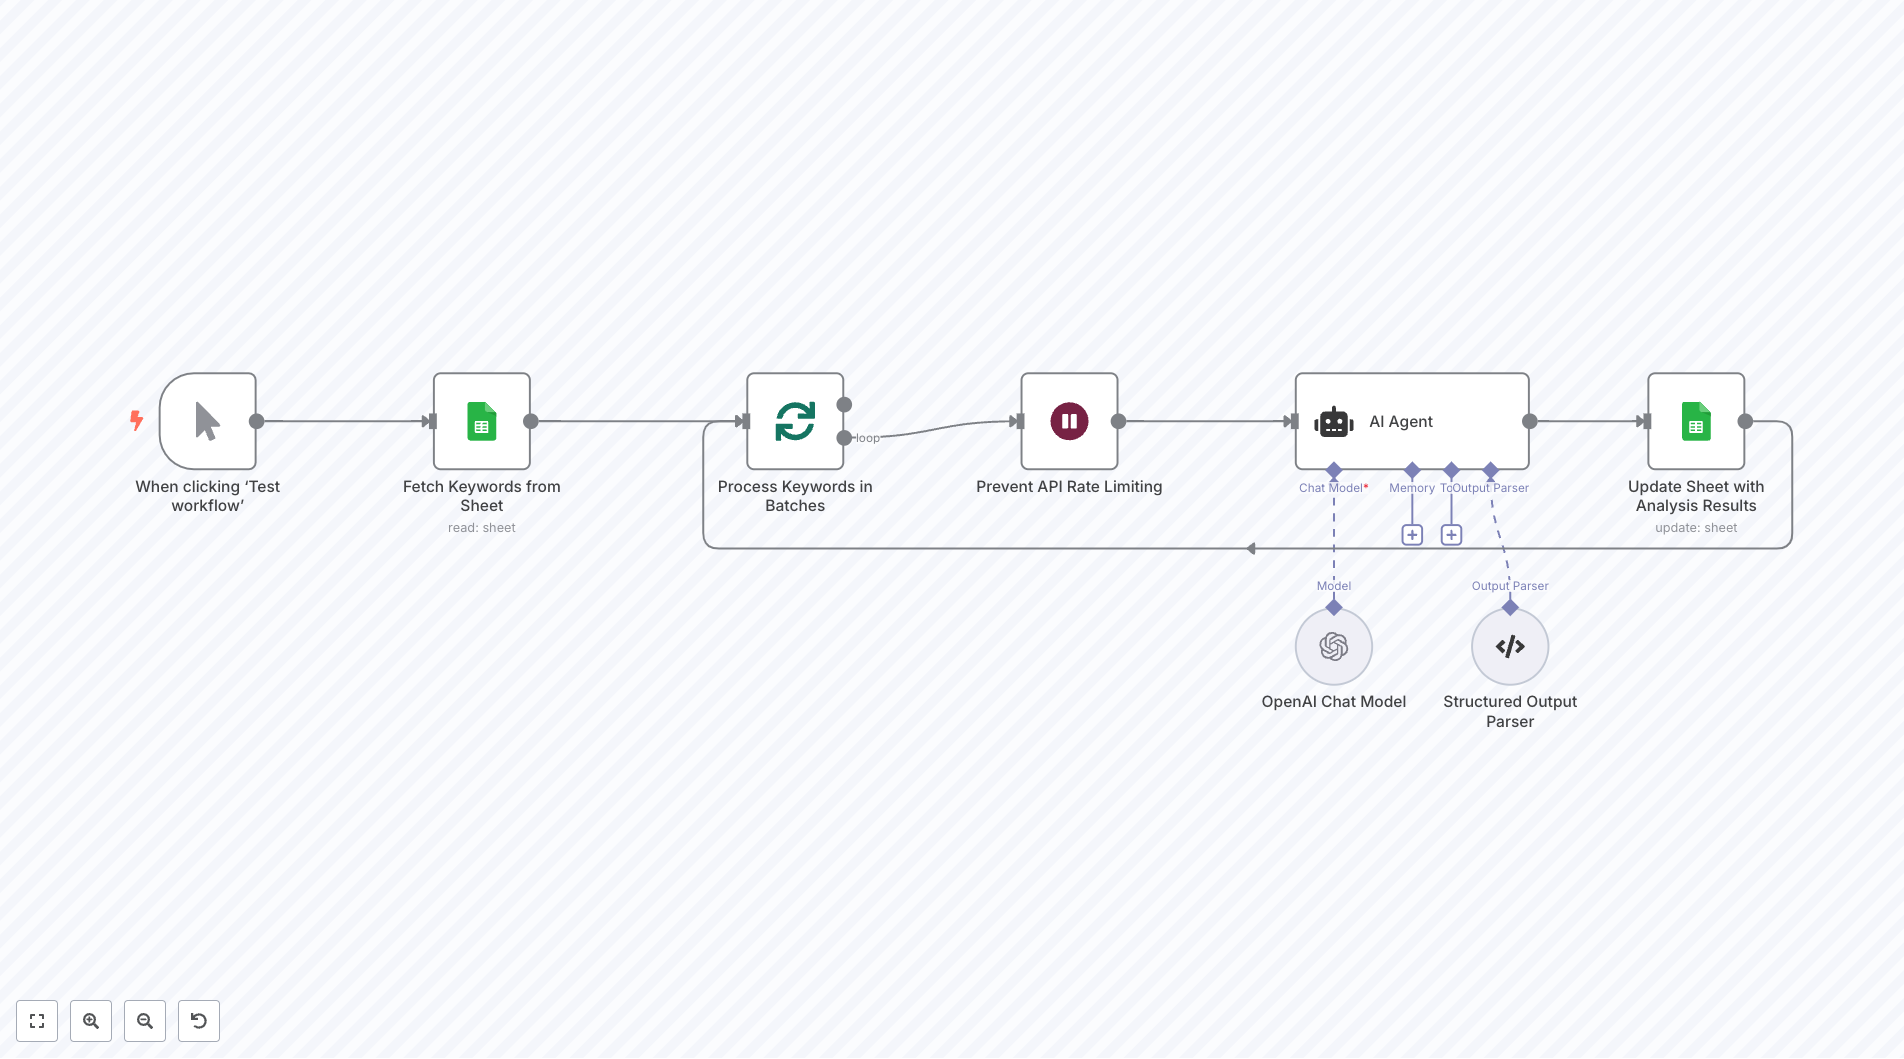 When clicking ‘Test
workflow’
Fetch Keywords from
Sheet
read: sheet
Process Keywords in
Batches
loop
Prevent API Rate Limiting
AI Agent
Chat Model*
Memory
To
Output Parser
Update Sheet with
Analysis Results
update: sheet
Model
Output Parser
OpenAI Chat Model
Structured Output
Parser